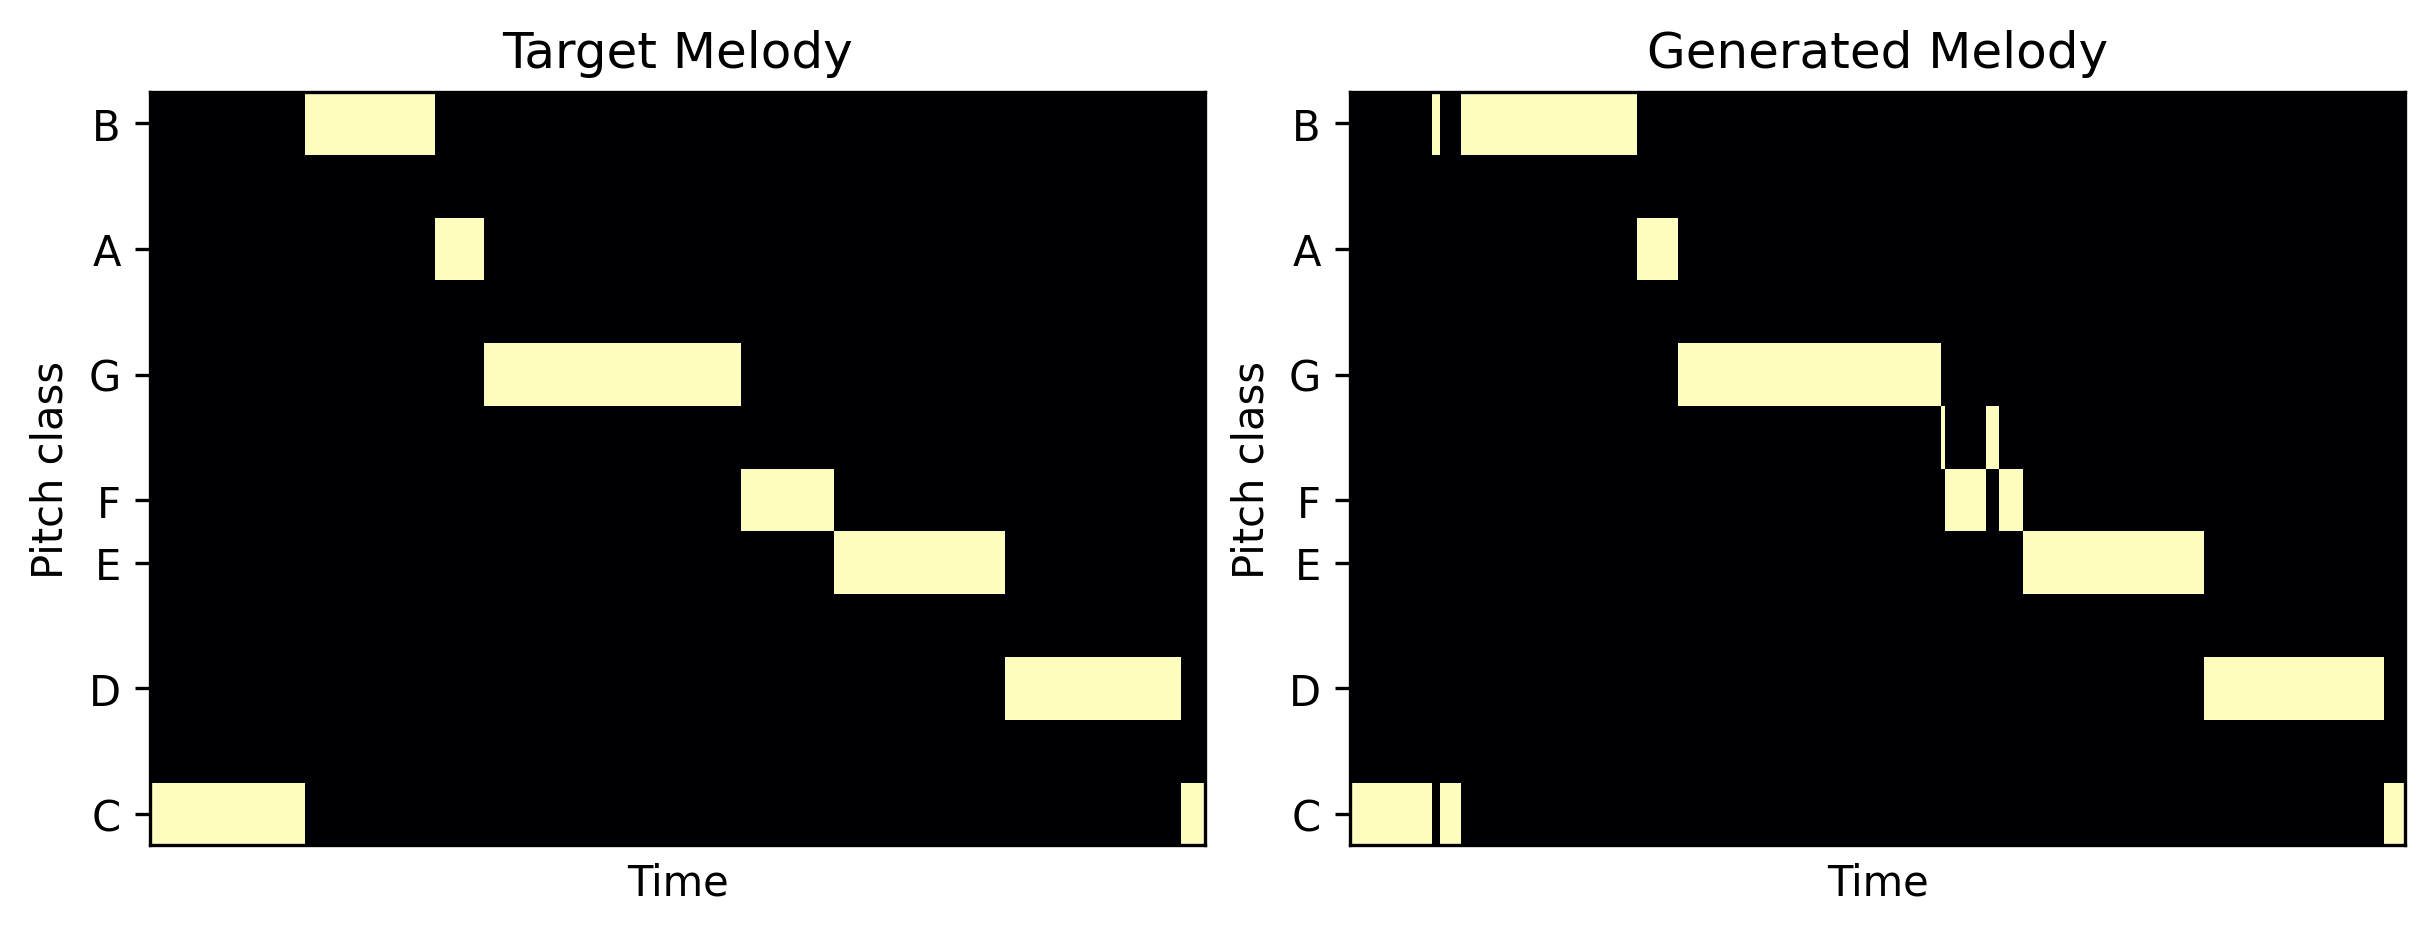 Target Melody
Pitch class
B
A
G
F
E
D
C
Time
Generated Melody
Pitch class
B
A
G
F
E
D
C
Time